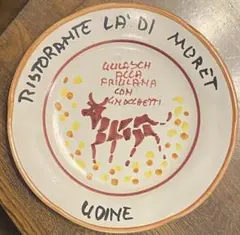 RISTORANTE LA' DI MORET
GULASCH
ALLA
FRIULANA
CON
GNOCCHETTI
UDINE